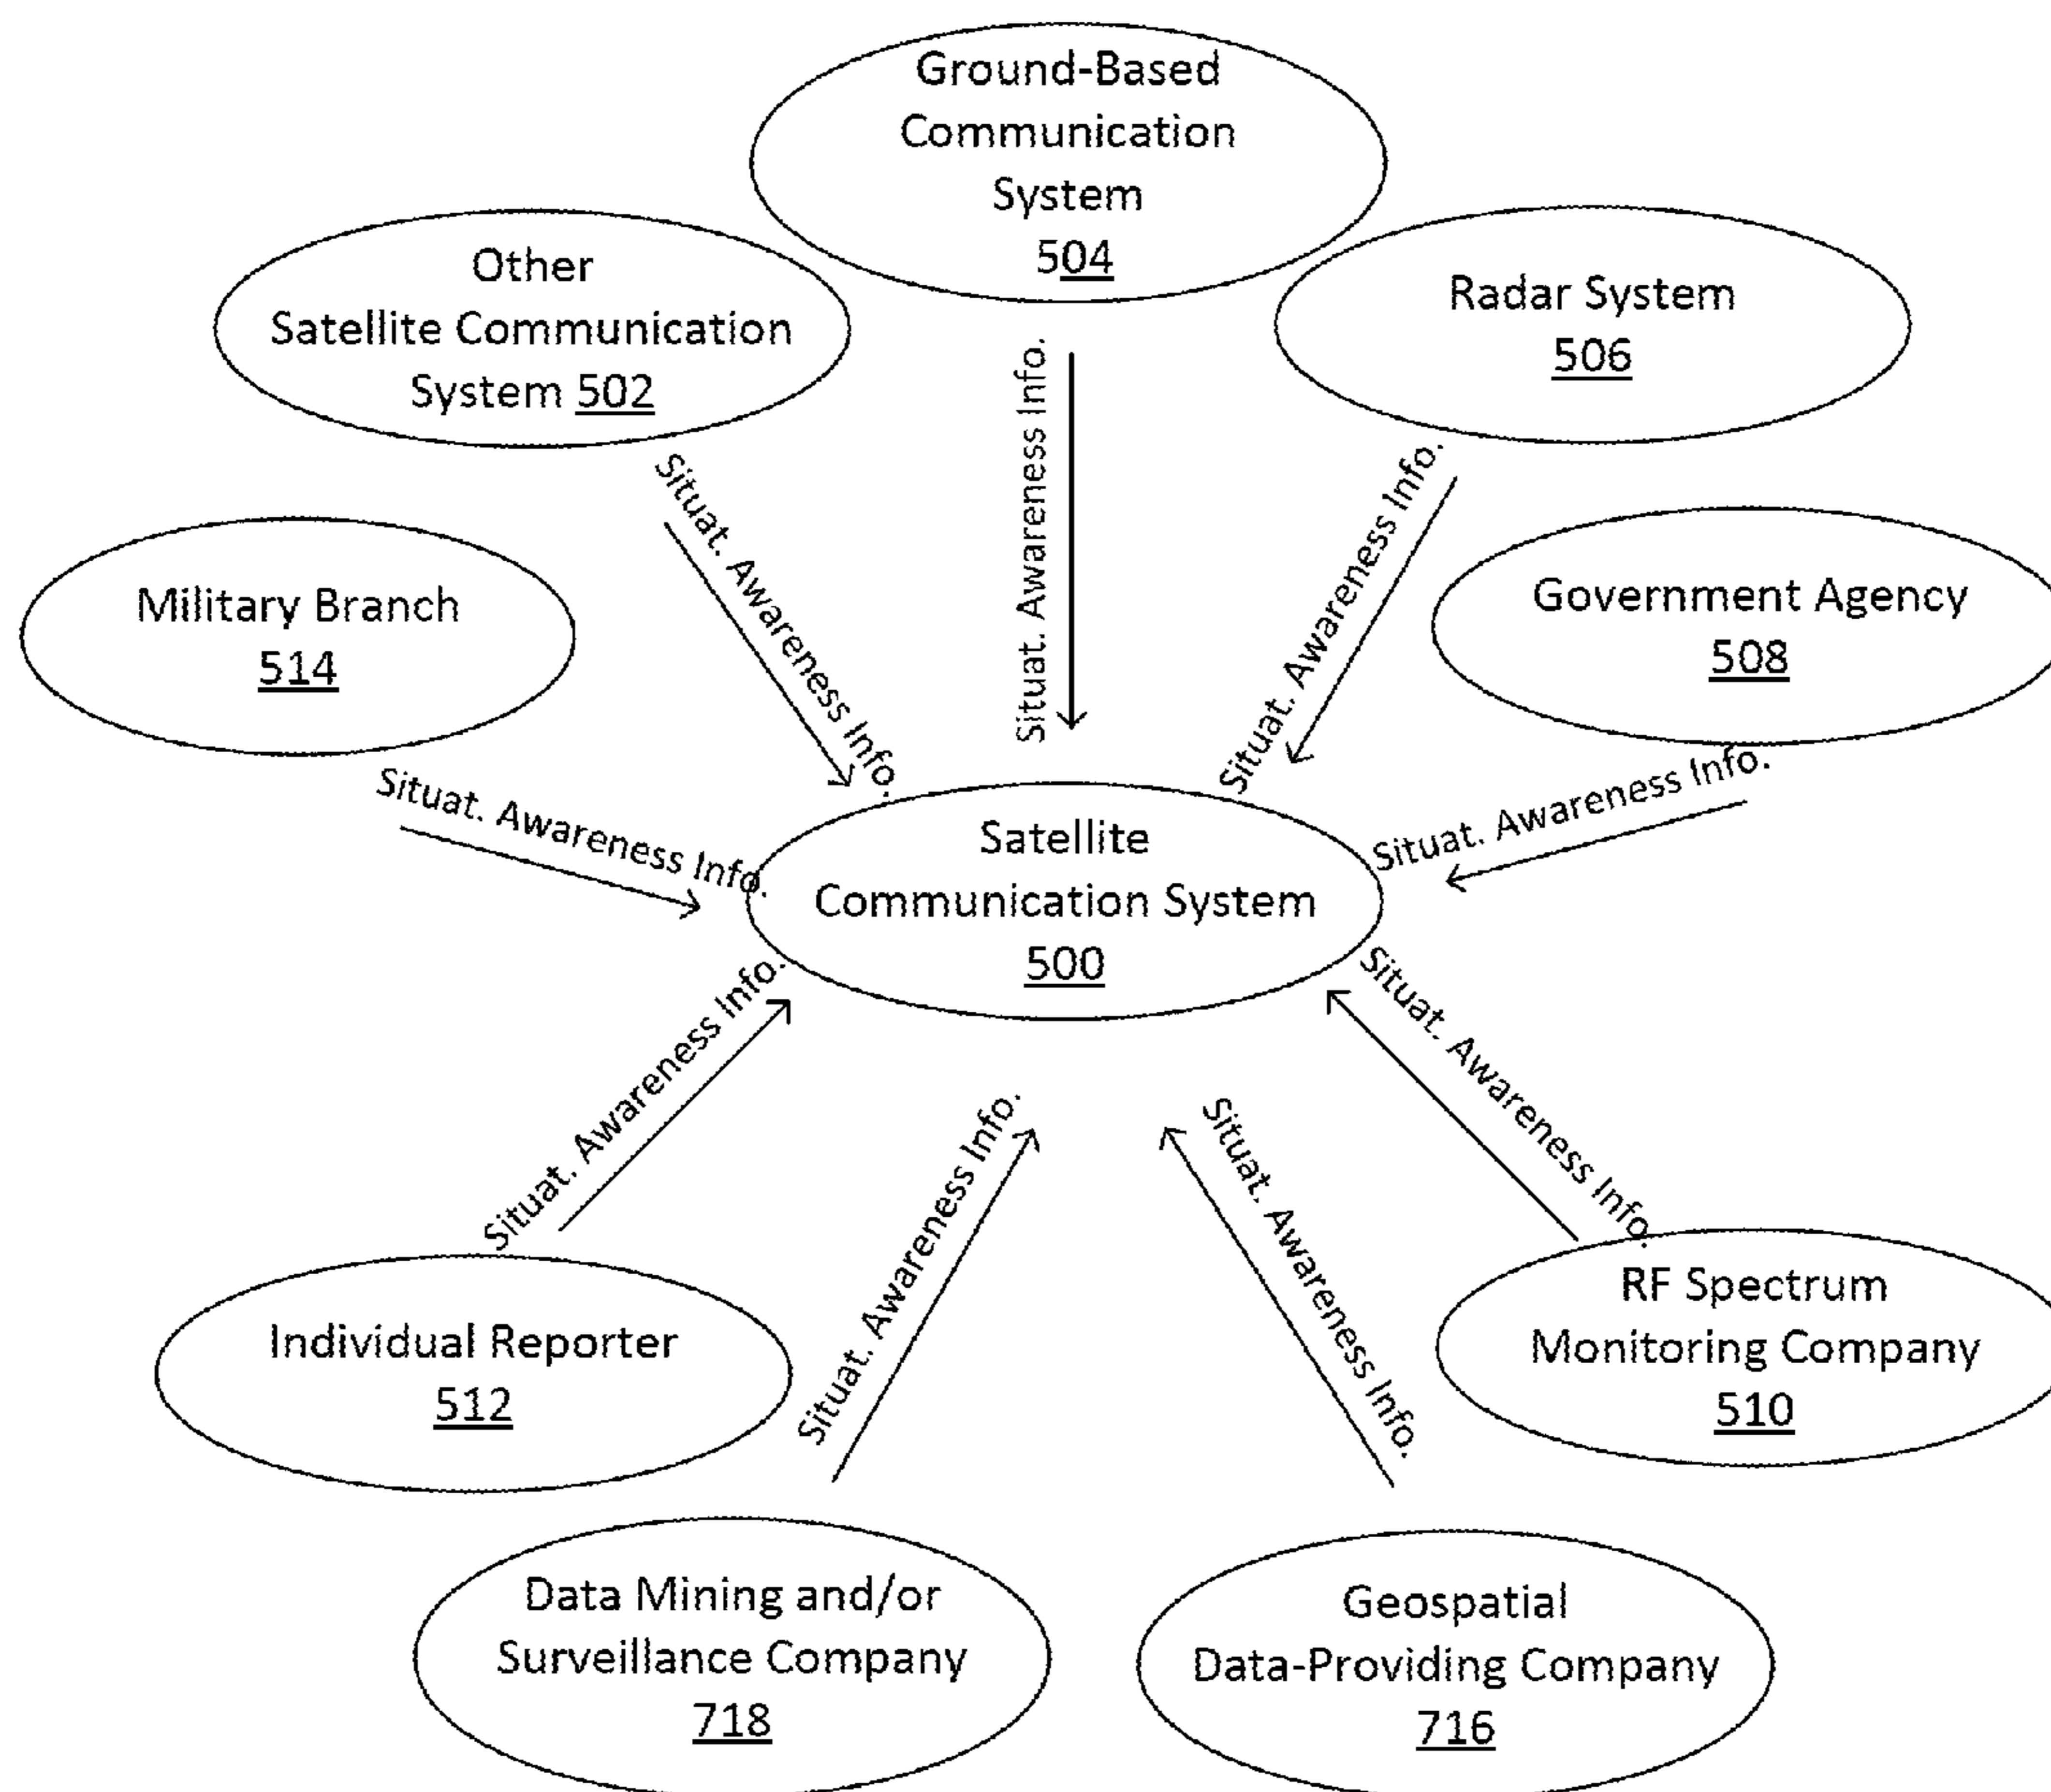 Ground-Based
Communication
System
504
Other
Satellite Communication
System 502
Radar System
506
Situat. Awareness Info.
Situat. Awareness Info.
Situat. Awareness Info.
Military Branch
514
Government Agency
508
Situat. Awareness Info.
Situat. Awareness Info.
Satellite
Communication System
500
Situat. Awareness Info.
Situat. Awareness Info.
Situat. Awareness Info.
Situat. Awareness Info.
Individual Reporter
512
RF Spectrum
Monitoring Company
510
Data Mining and/or
Surveillance Company
718
Geospatial
Data-Providing Company
716